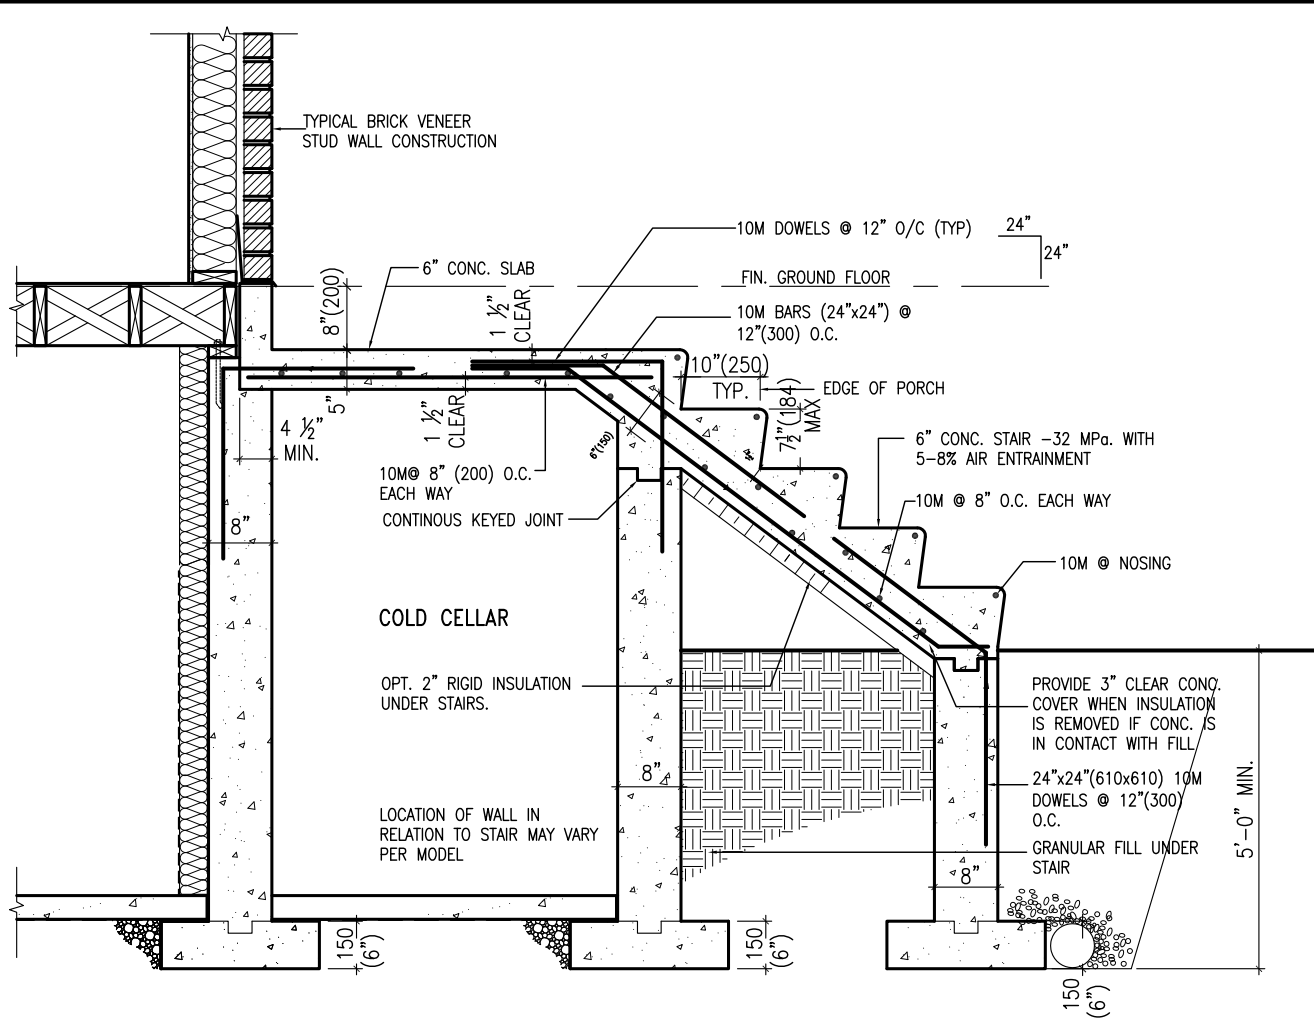 TYPICAL BRICK VENEER
STUD WALL CONSTRUCTION
10M DOWELS @ 12" O/C (TYP)
24"
24"
6" CONC. SLAB
FIN. GROUND FLOOR
8"(200)
1 ½"
CLEAR
10M BARS (24"x24") @
12"(300) O.C.
10"(250)
TYP.
EDGE OF PORCH
5"
1 ½"
CLEAR
7½"(184)
MAX
4 ½"
MIN.
6"(150)
6" CONC. STAIR -32 MPa. WITH
5-8% AIR ENTRAINMENT
10M@ 8" (200) O.C.
EACH WAY
10M @ 8" O.C. EACH WAY
CONTINOUS KEYED JOINT
8"
10M @ NOSING
COLD CELLAR
OPT. 2" RIGID INSULATION
UNDER STAIRS.
PROVIDE 3" CLEAR CONC.
COVER WHEN INSULATION
IS REMOVED IF CONC. IS
IN CONTACT WITH FILL
8"
24"x24"(610x610) 10M
DOWELS @ 12"(300)
O.C.
5'-0" MIN.
LOCATION OF WALL IN
RELATION TO STAIR MAY VARY
PER MODEL
GRANULAR FILL UNDER
STAIR
8"
150
(6")
150
(6")
150
(6")